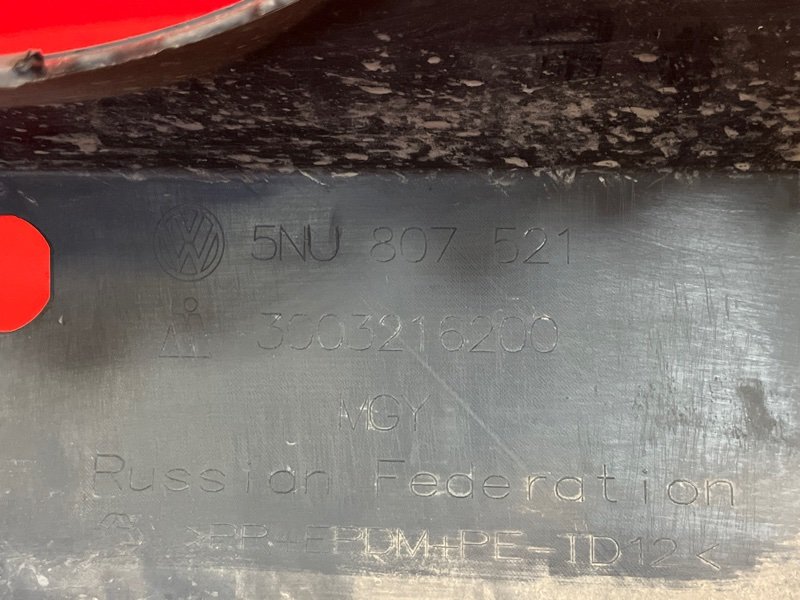 5NU 807 521
3003216200
MGY
Russian Federation
>PP+EPDM+PE-TD12<